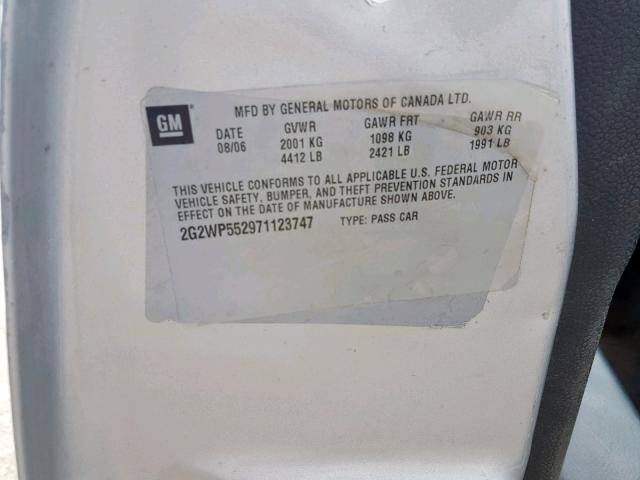 GM
MFD BY GENERAL MOTORS OF CANADA LTD.
DATE GVWR GAWR FRT GAWR RR
08/06 2001 KG 1098 KG 903 KG
4412 LB 2421 LB 1991 LB
THIS VEHICLE CONFORMS TO ALL APPLICABLE U.S. FEDERAL MOTOR
VEHICLE SAFETY, BUMPER, AND THEFT PREVENTION STANDARDS IN
EFFECT ON THE DATE OF MANUFACTURE SHOWN ABOVE.
2G2WP552971123747 TYPE: PASS CAR